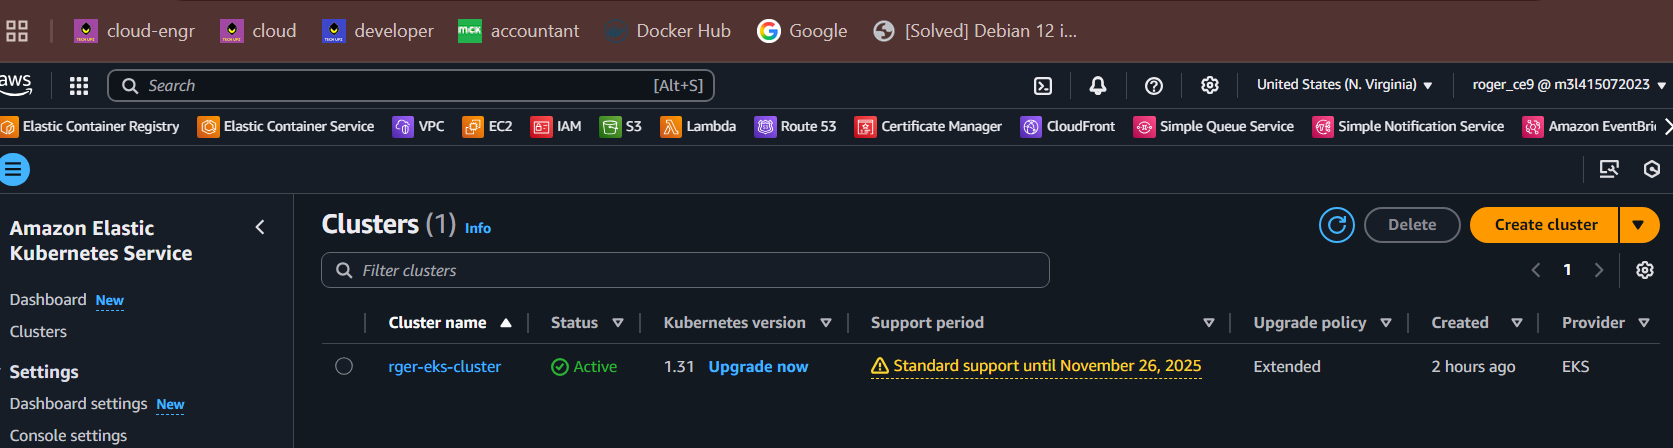 cloud-engr cloud developer MCK accountant Docker Hub Google [Solved] Debian 12 i...
aws Search [Alt+S] United States (N. Virginia) roger_ce9 @ m3l415072023
Elastic Container Registry Elastic Container Service VPC EC2 IAM S3 Lambda Route 53 Certificate Manager CloudFront Simple Queue Service Simple Notification Service Amazon EventBri
Amazon Elastic
Kubernetes Service
Dashboard New
Clusters
Settings
Dashboard settings New
Console settings
Clusters (1) Info
Delete Create cluster
Filter clusters
1
Cluster name Status Kubernetes version Support period Upgrade policy Created Provider
rger-eks-cluster Active 1.31 Upgrade now Standard support until November 26, 2025 Extended 2 hours ago EKS